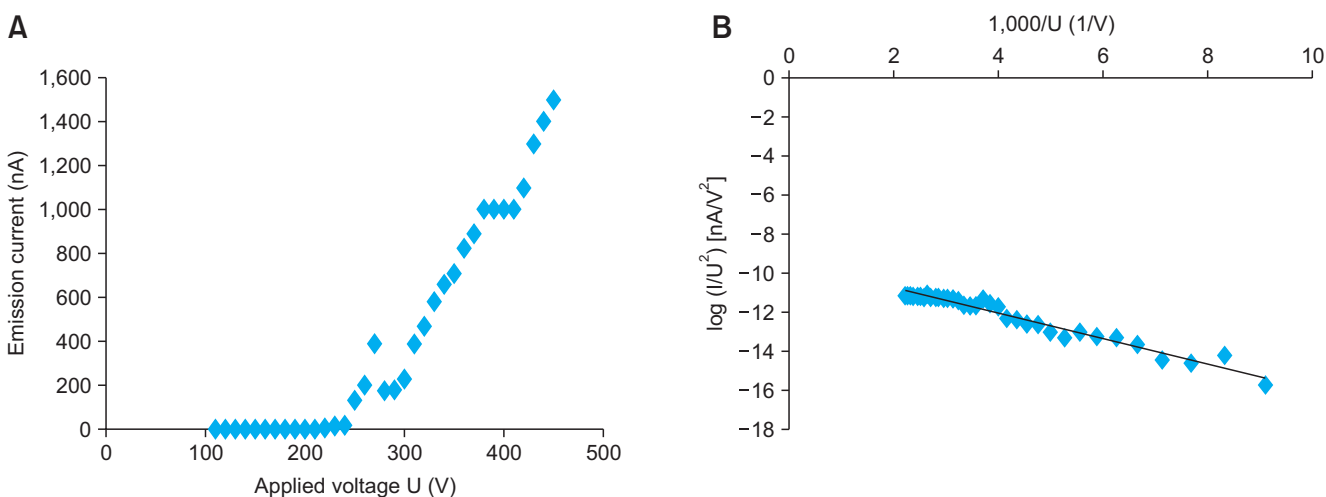 A
Emission current (nA)
1,600
1,400
1,200
1,000
800
600
400
200
0
0 100 200 300 400 500
Applied voltage U (V)
B
1,000/U (1/V)
0 2 4 6 8 10
log (I/U²) [nA/V²]
0
−2
−4
−6
−8
−10
−12
−14
−16
−18